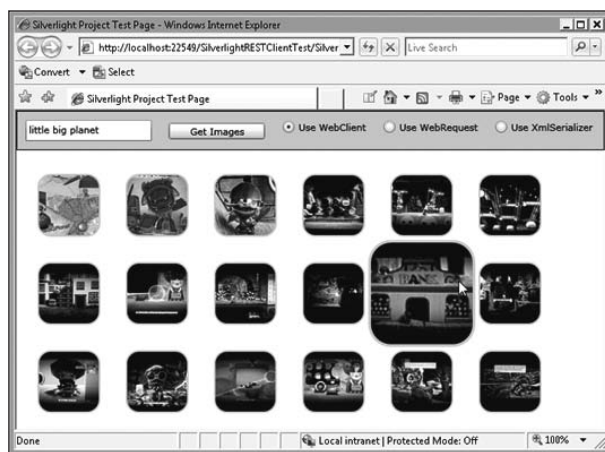 Silverlight Project Test Page - Windows Internet Explorer
http://localhost:22549/SilverlightRESTClientTest/Silver
Live Search
Convert Select
Silverlight Project Test Page
Page Tools »
little big planet Get Images Use WebClient Use WebRequest Use XmlSerializer
BANK
Done Local intranet | Protected Mode: Off 100%